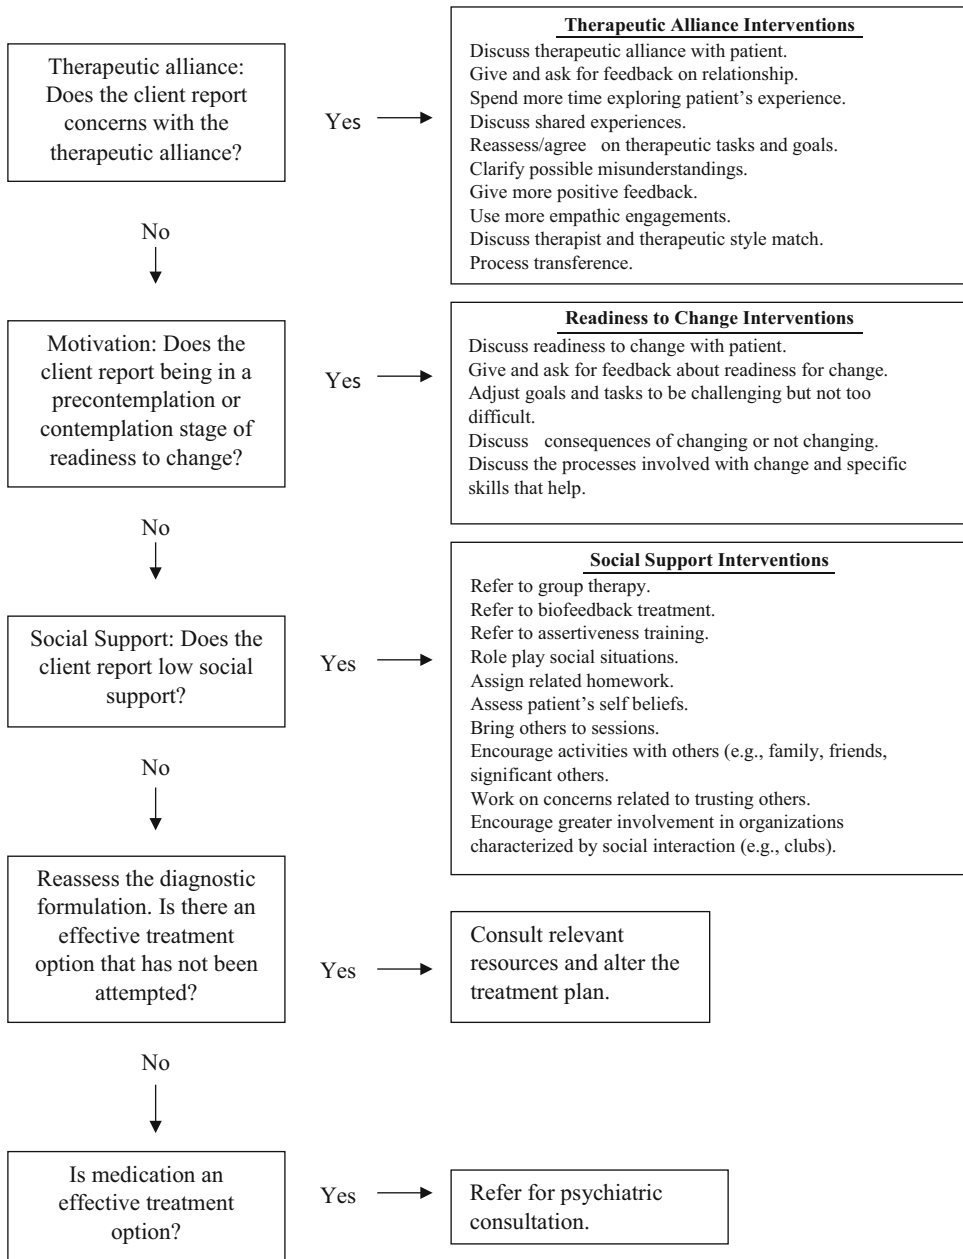 Therapeutic alliance:
Does the client report
concerns with the
therapeutic alliance?
Yes
Therapeutic Alliance Interventions
Discuss therapeutic alliance with patient.
Give and ask for feedback on relationship.
Spend more time exploring patient’s experience.
Discuss shared experiences.
Reassess/agree on therapeutic tasks and goals.
Clarify possible misunderstandings.
Give more positive feedback.
Use more empathic engagements.
Discuss therapist and therapeutic style match.
Process transference.
No
Motivation: Does the
client report being in a
precontemplation or
contemplation stage of
readiness to change?
Yes
Readiness to Change Interventions
Discuss readiness to change with patient.
Give and ask for feedback about readiness for change.
Adjust goals and tasks to be challenging but not too
difficult.
Discuss consequences of changing or not changing.
Discuss the processes involved with change and specific
skills that help.
No
Social Support: Does the
client report low social
support?
Yes
Social Support Interventions
Refer to group therapy.
Refer to biofeedback treatment.
Refer to assertiveness training.
Role play social situations.
Assign related homework.
Assess patient’s self beliefs.
Bring others to sessions.
Encourage activities with others (e.g., family, friends,
significant others.
Work on concerns related to trusting others.
Encourage greater involvement in organizations
characterized by social interaction (e.g., clubs).
No
Reassess the diagnostic
formulation. Is there an
effective treatment
option that has not been
attempted?
Yes
Consult relevant
resources and alter the
treatment plan.
No
Is medication an
effective treatment
option?
Yes
Refer for psychiatric
consultation.